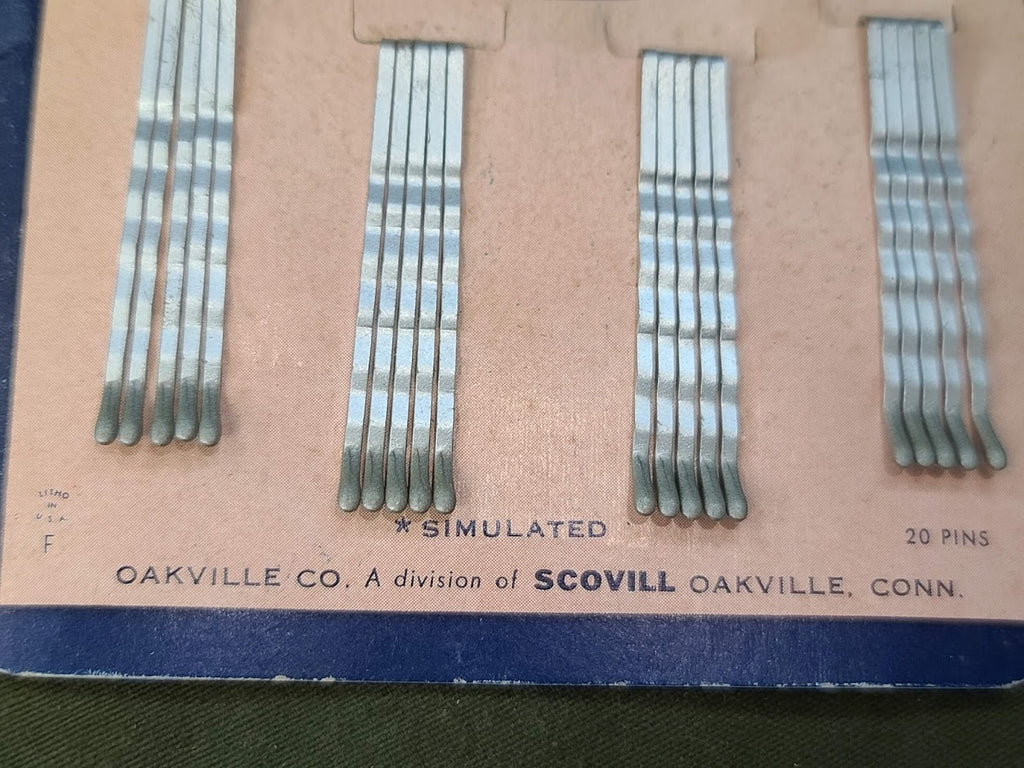 LITHO
IN
U.S.A.
F
* SIMULATED
20 PINS
OAKVILLE CO. A division of SCOVILL OAKVILLE, CONN.